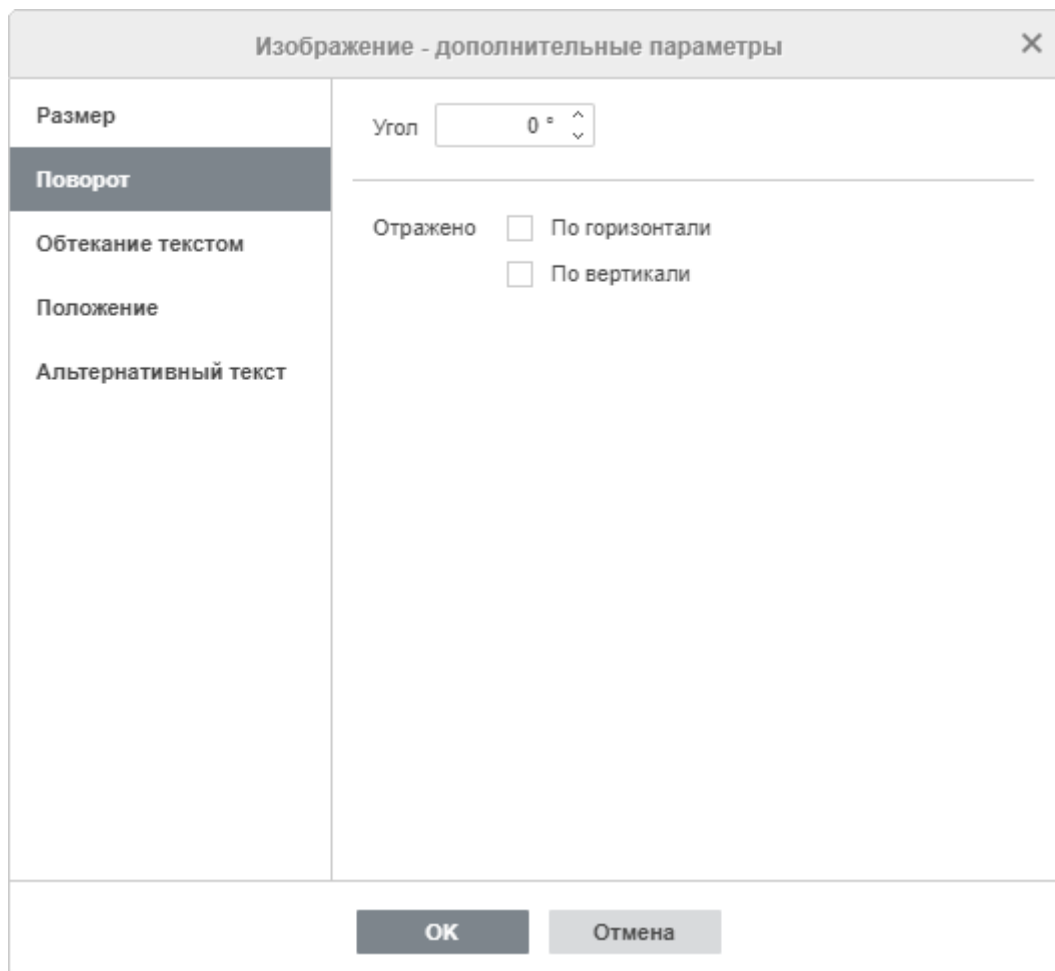 Изображение - дополнительные параметры
Размер
Поворот
Обтекание текстом
Положение
Альтернативный текст
Угол 0 °
Отражено По горизонтали
По вертикали
OK Отмена